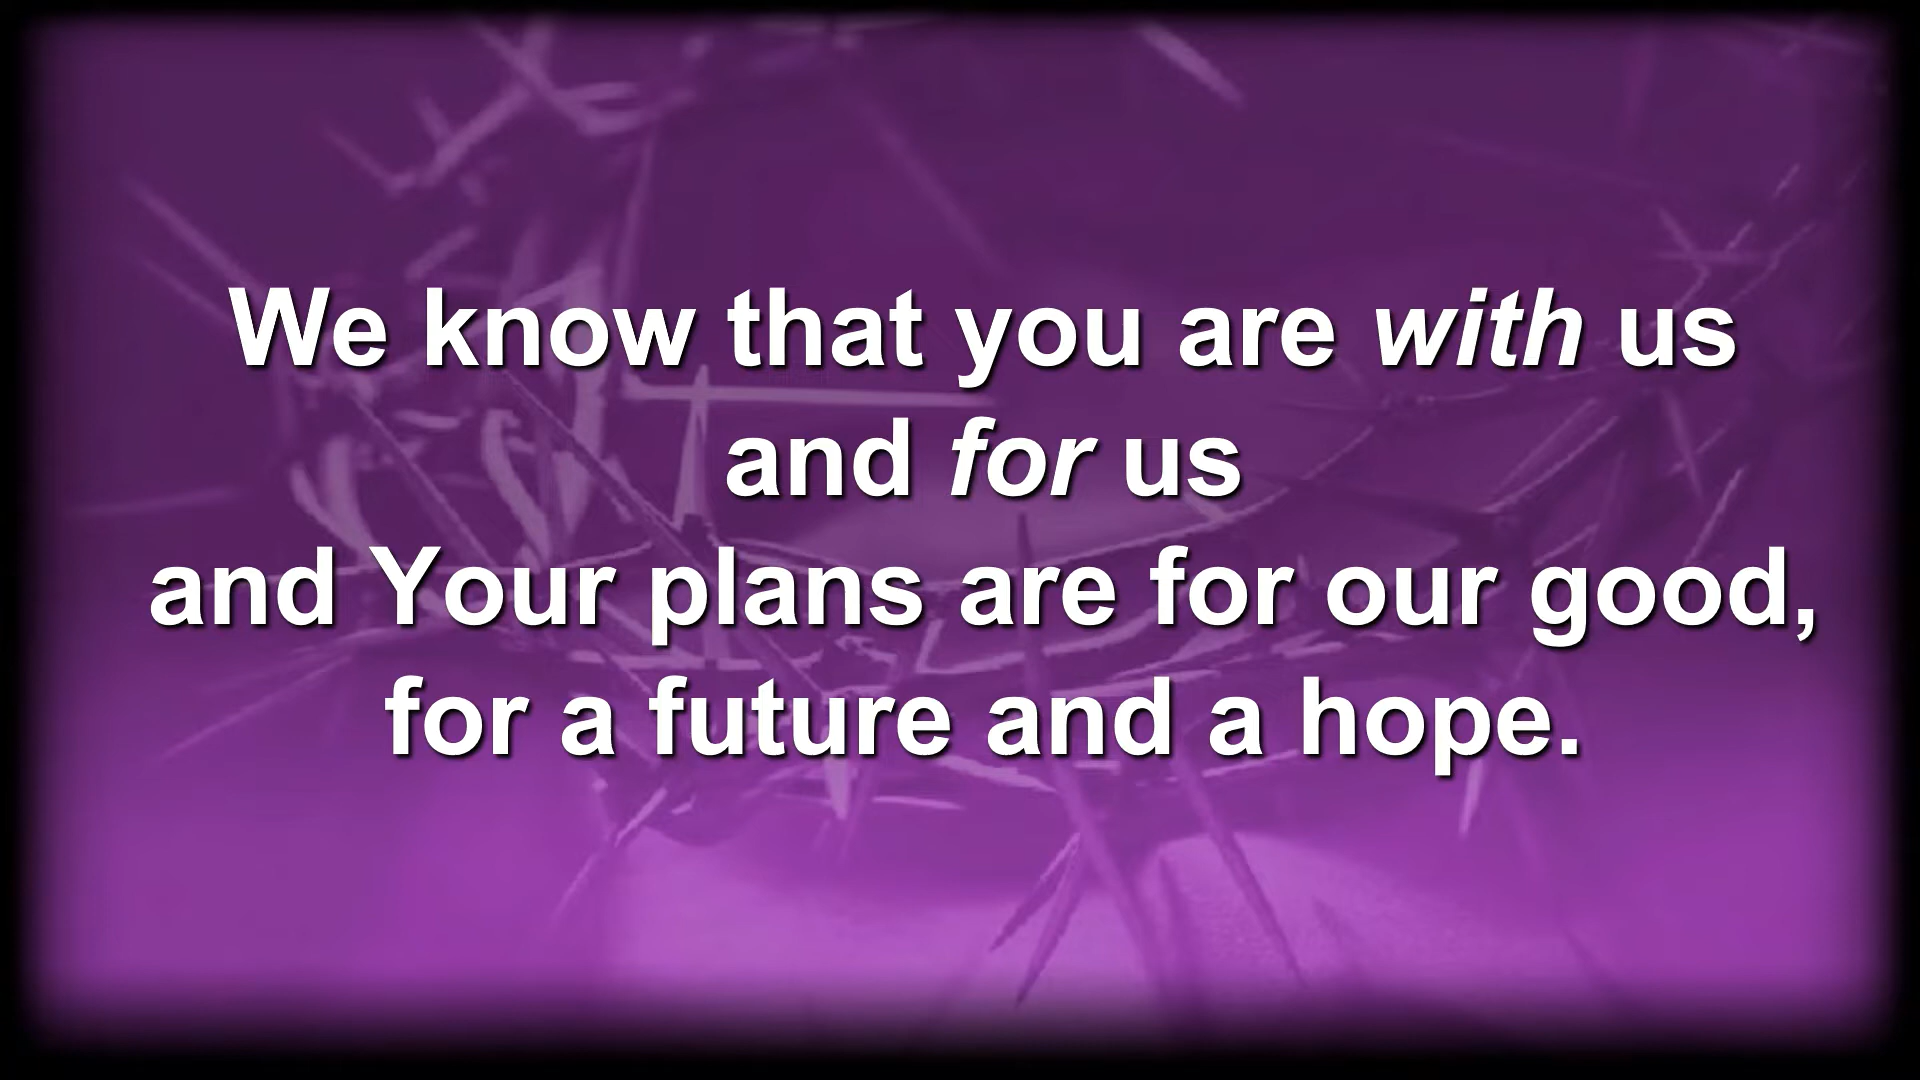 We know that you are with us
and for us
and Your plans are for our good,
for a future and a hope.